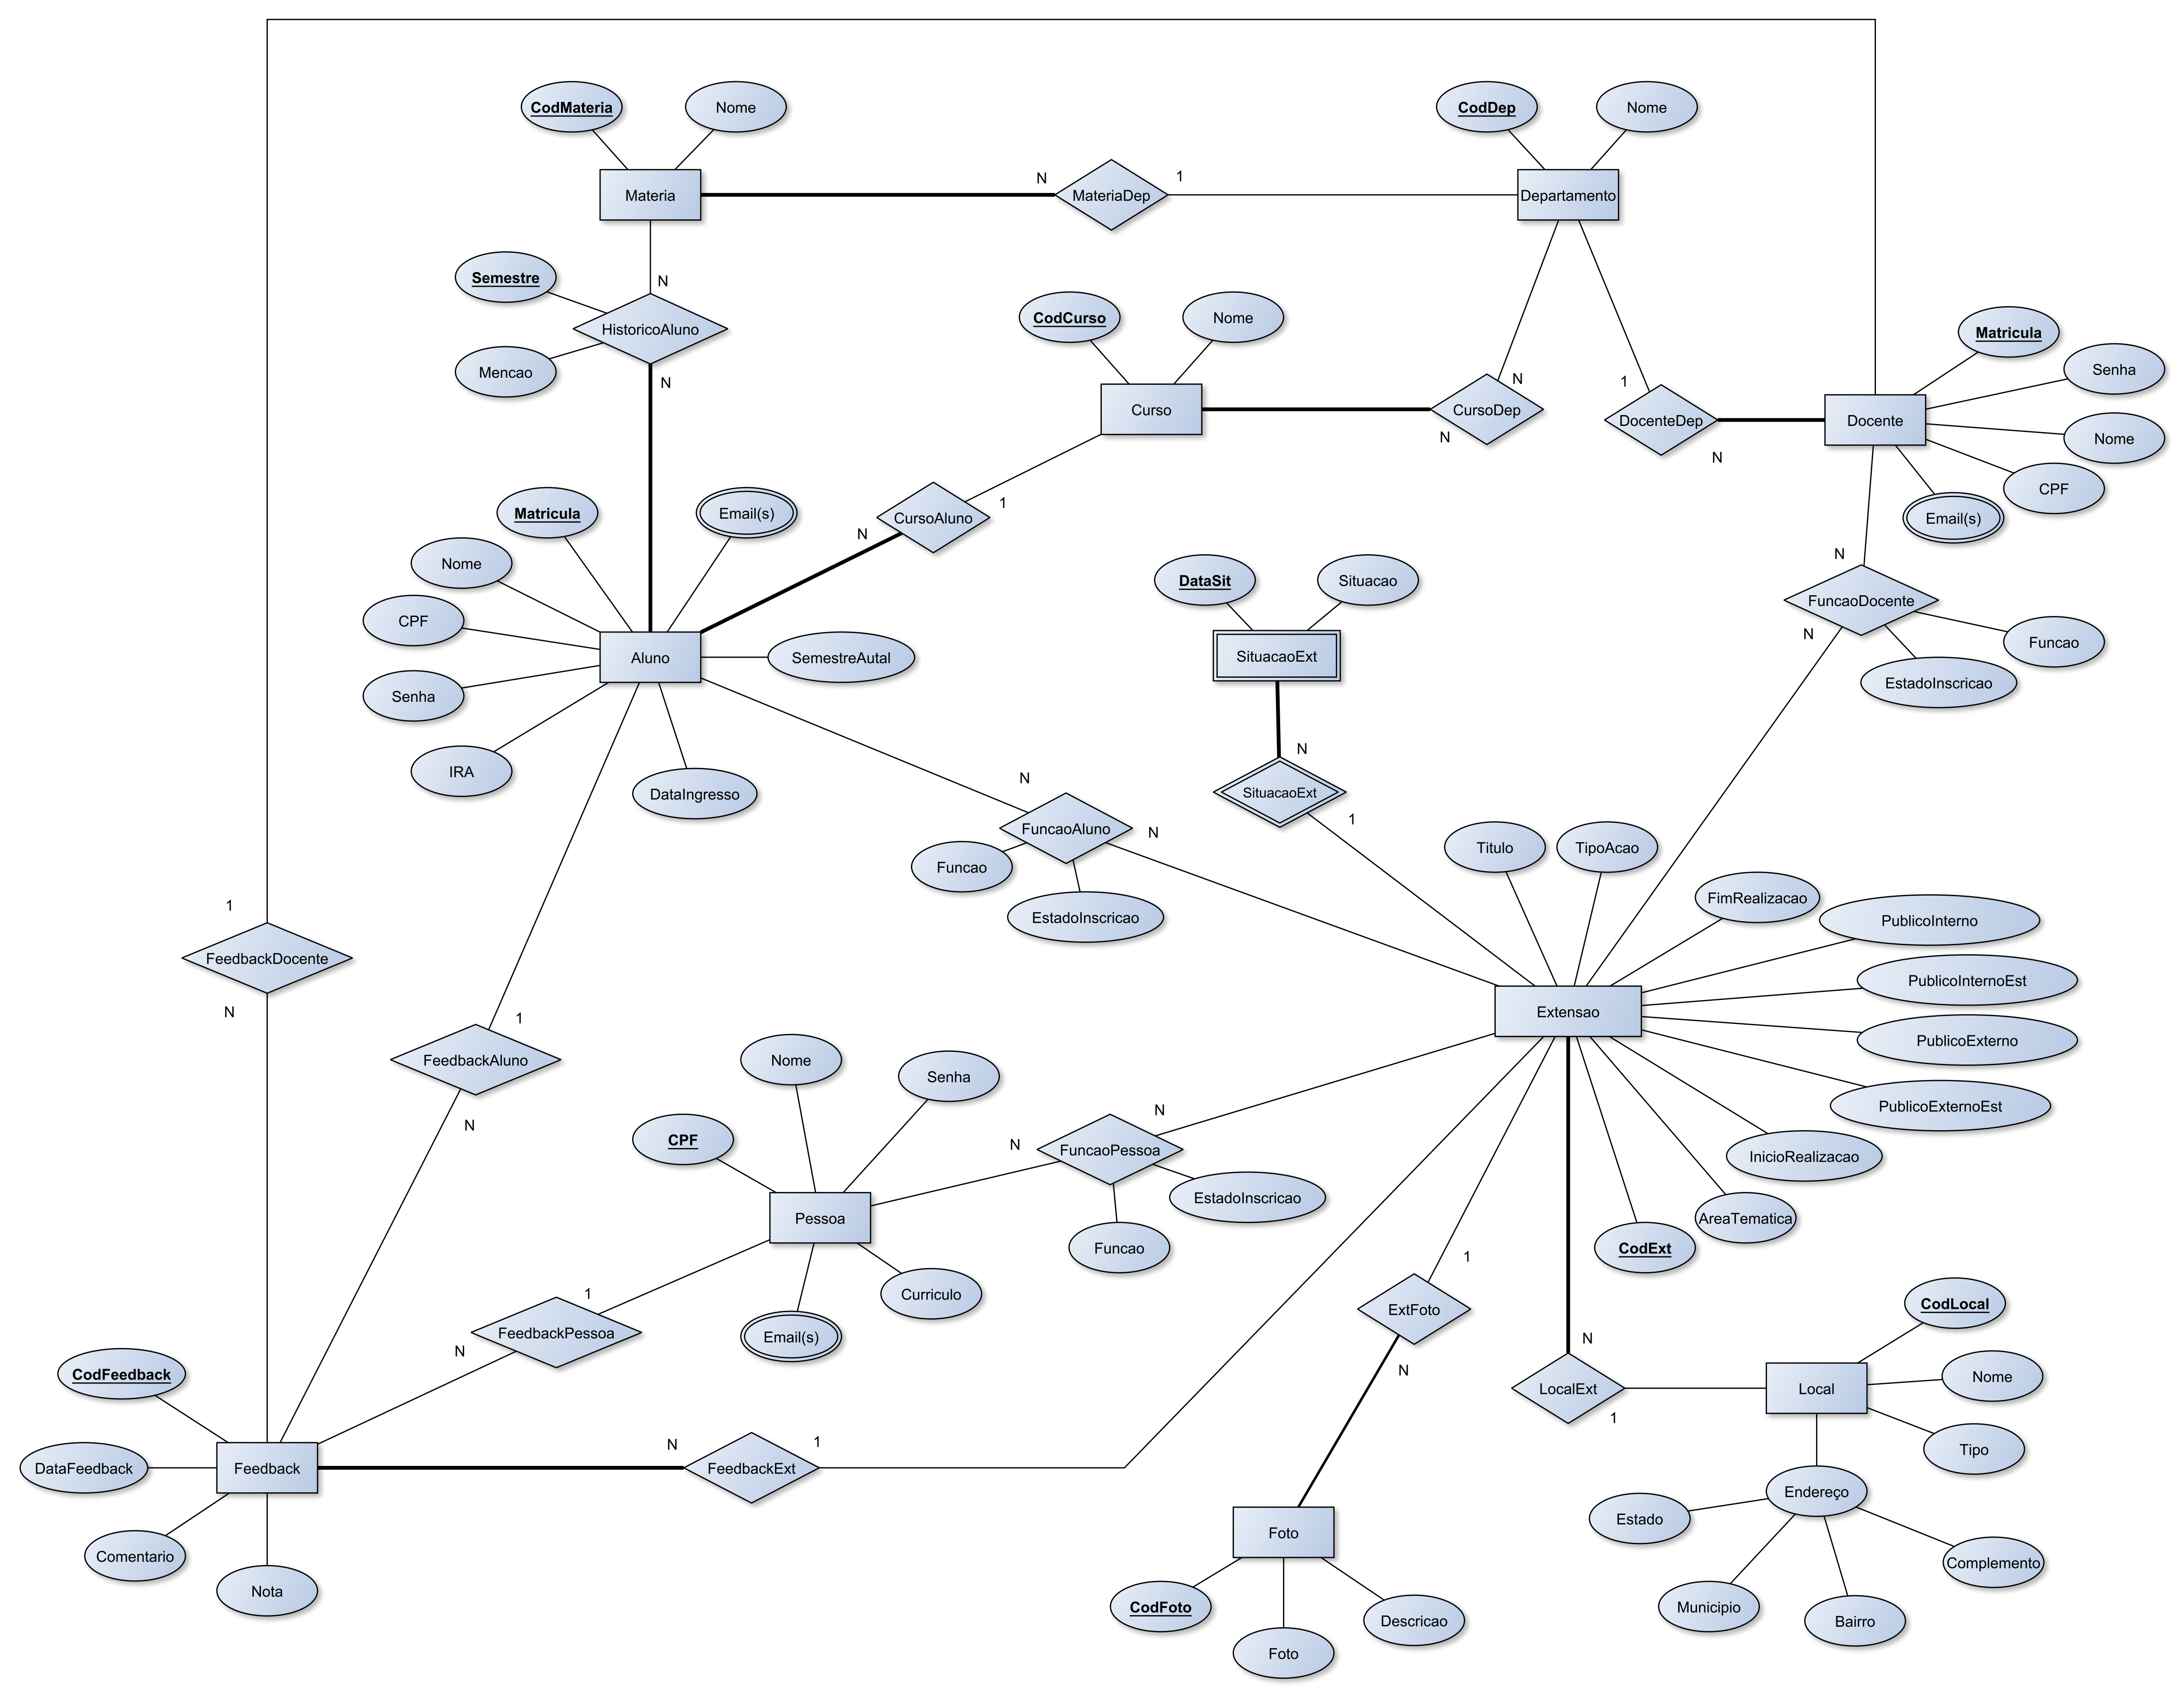 CodMateria
Nome
CodDep
Nome
Materia
N
MateriaDep
1
Departamento
Semestre
N
HistoricoAluno
Mencao
N
CodCurso
Nome
Curso
N
CursoDep
N
1
DocenteDep
N
Docente
Matricula
Senha
Nome
CPF
Email(s)
Matricula
Email(s)
N
CursoAluno
1
Nome
CPF
Aluno
SemestreAutal
Senha
IRA
DataIngresso
DataSit
Situacao
SituacaoExt
N
SituacaoExt
1
N
FuncaoDocente
N
Funcao
EstadoInscricao
N
FuncaoAluno
N
Funcao
EstadoInscricao
Titulo
TipoAcao
FimRealizacao
PublicoInterno
PublicoInternoEst
Extensao
PublicoExterno
PublicoExternoEst
InicioRealizacao
AreaTematica
CodExt
1
FeedbackDocente
N
1
FeedbackAluno
N
Nome
Senha
CPF
N
FuncaoPessoa
N
EstadoInscricao
Funcao
Pessoa
Curriculo
Email(s)
1
FeedbackPessoa
N
1
ExtFoto
N
N
LocalExt
1
CodLocal
Nome
Local
Tipo
Endereço
Estado
Complemento
Municipio
Bairro
CodFeedback
DataFeedback
Feedback
N
FeedbackExt
1
Comentario
Nota
Foto
CodFoto
Descricao
Foto